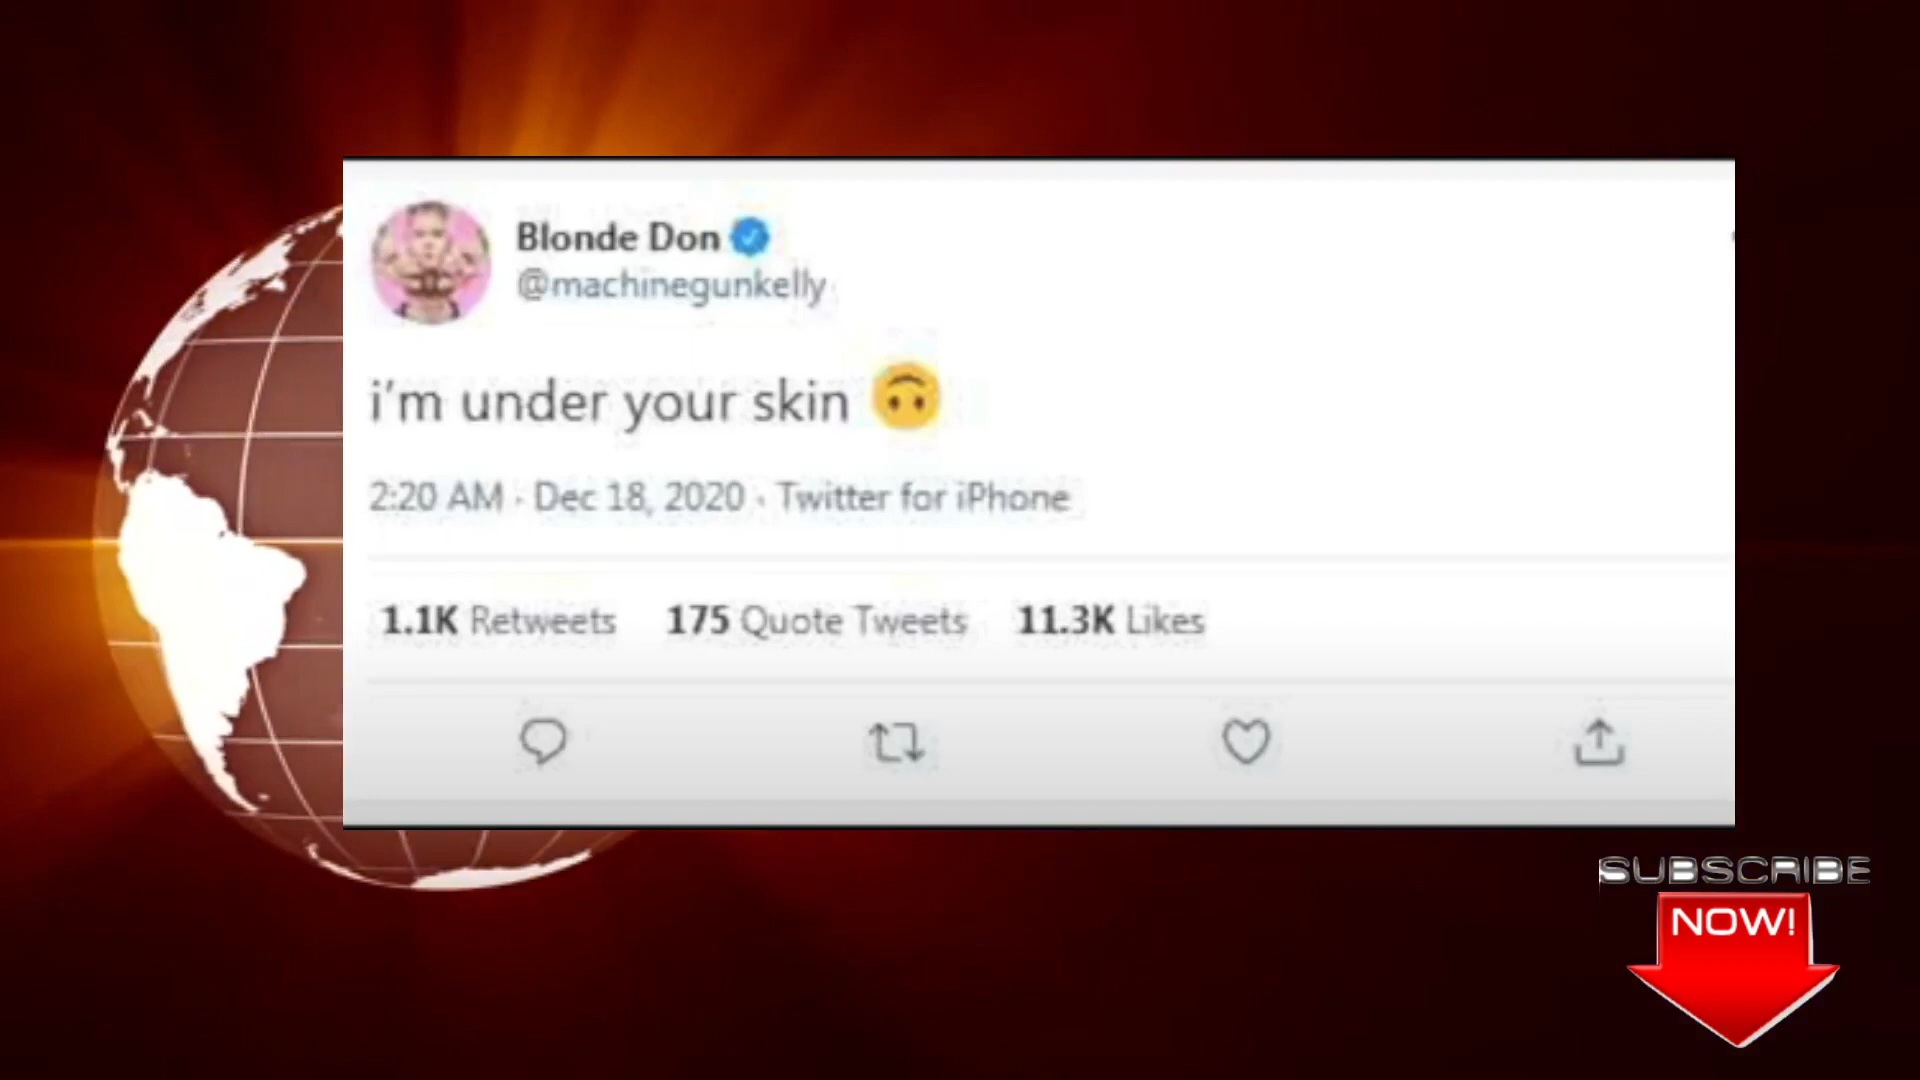 Blonde Don
@machinegunkelly
i'm under your skin 🙃
2:20 AM · Dec 18, 2020 · Twitter for iPhone
1.1K Retweets 175 Quote Tweets 11.3K Likes
SUBSCRIBE
NOW!